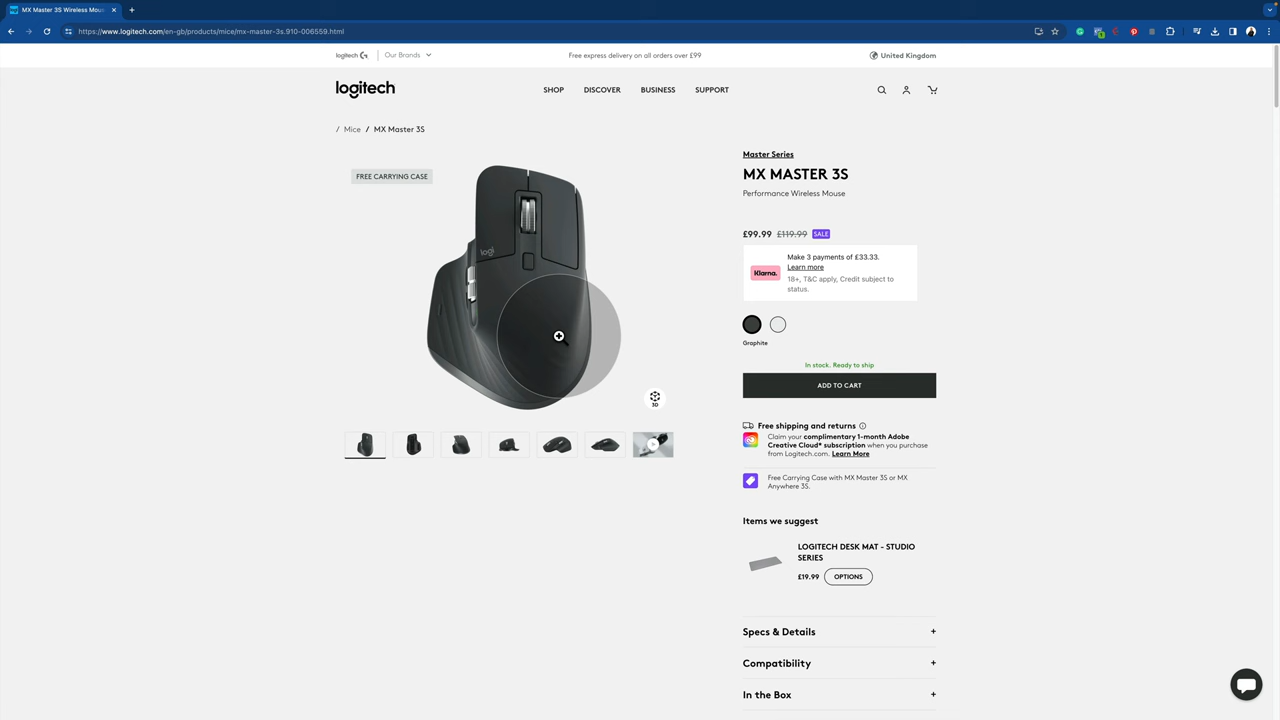 MX Master 3S Wireless Mou
https://www.logitech.com/en-gb/products/mice/mx-master-3s.910-006559.html
logitech G
Our Brands
Free express delivery on all orders over £99
United Kingdom
logitech
SHOP
DISCOVER
BUSINESS
SUPPORT
/ Mice / MX Master 3S
FREE CARRYING CASE
logi
3D
Master Series
MX MASTER 3S
Performance Wireless Mouse
£99.99 £119.99 SALE
Klarna.
Make 3 payments of £33.33.
Learn more
18+, T&C apply, Credit subject to
status.
Graphite
In stock. Ready to ship
ADD TO CART
Free shipping and returns
Claim your complimentary 1-month Adobe
Creative Cloud* subscription when you purchase
from Logitech.com. Learn More
Free Carrying Case with MX Master 3S or MX
Anywhere 3S.
Items we suggest
LOGITECH DESK MAT - STUDIO
SERIES
£19.99 OPTIONS
Specs & Details +
Compatibility +
In the Box +